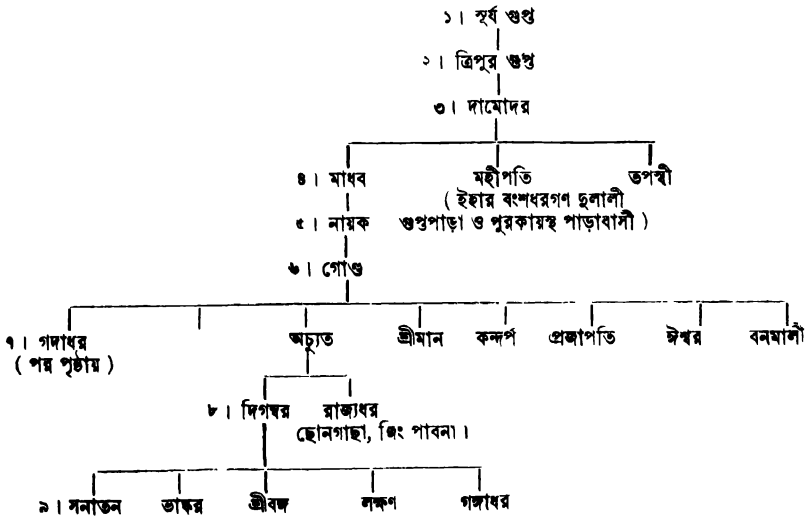 ১। সূর্য গুপ্ত
২। ত্রিপুর গুপ্ত
৩। দামোদর
৪। মাধব মহীপতি তপস্বী
( ইহার বংশধরগণ দুলালী
৫। নায়ক গুপ্তপাড়া ও পুরকায়স্থ পাড়াবাসী )
৬। গোণ্ড
৭। গদাধর অচ্যুত শ্রীমান কন্দর্প প্রজাপতি ঈশ্বর বনমালী
( পর পৃষ্ঠায় )
৮। দিগম্বর রাজ্যধর
ছোনগাছা, জিং পাবনা।
৯। সনাতন ভাস্কর শ্রীবৎস লক্ষণ গঙ্গাধর